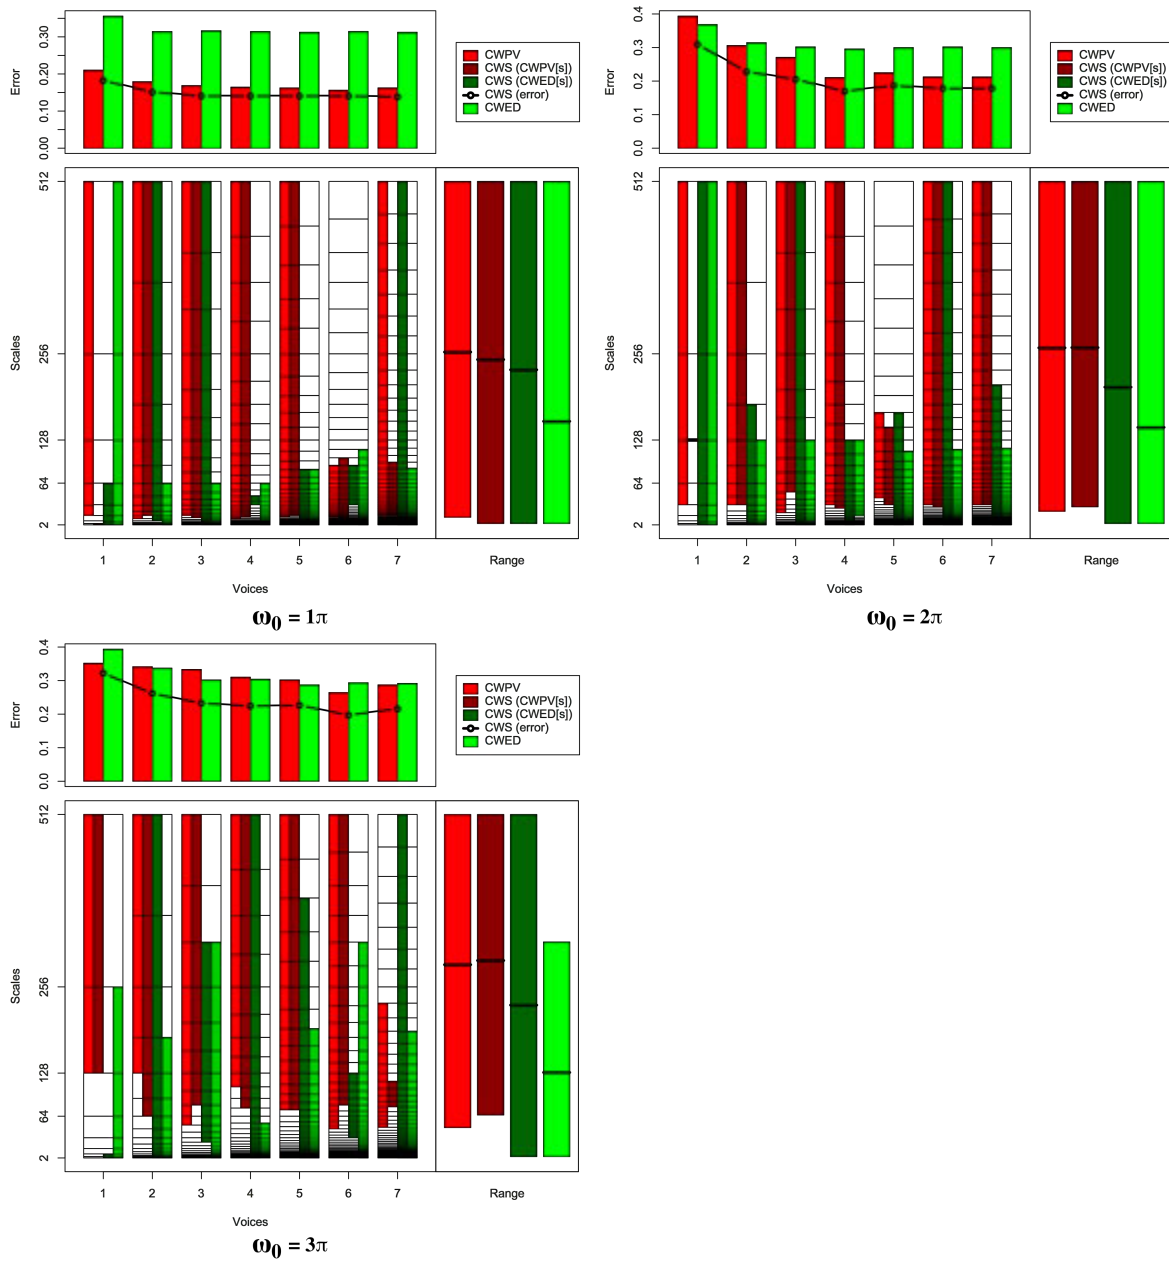 Error
0.00
0.10
0.20
0.30
CWPV
CWS (CWPV[s])
CWS (CWED[s])
CWS (error)
CWED
Scales
512
256
128
64
2
1 2 3 4 5 6 7
Range
Voices
ω0 = 1π
Error
0.0
0.1
0.2
0.3
0.4
CWPV
CWS (CWPV[s])
CWS (CWED[s])
CWS (error)
CWED
Scales
512
256
128
64
2
1 2 3 4 5 6 7
Range
Voices
ω0 = 2π
Error
0.0
0.1
0.2
0.3
0.4
CWPV
CWS (CWPV[s])
CWS (CWED[s])
CWS (error)
CWED
Scales
512
256
128
64
2
1 2 3 4 5 6 7
Range
Voices
ω0 = 3π